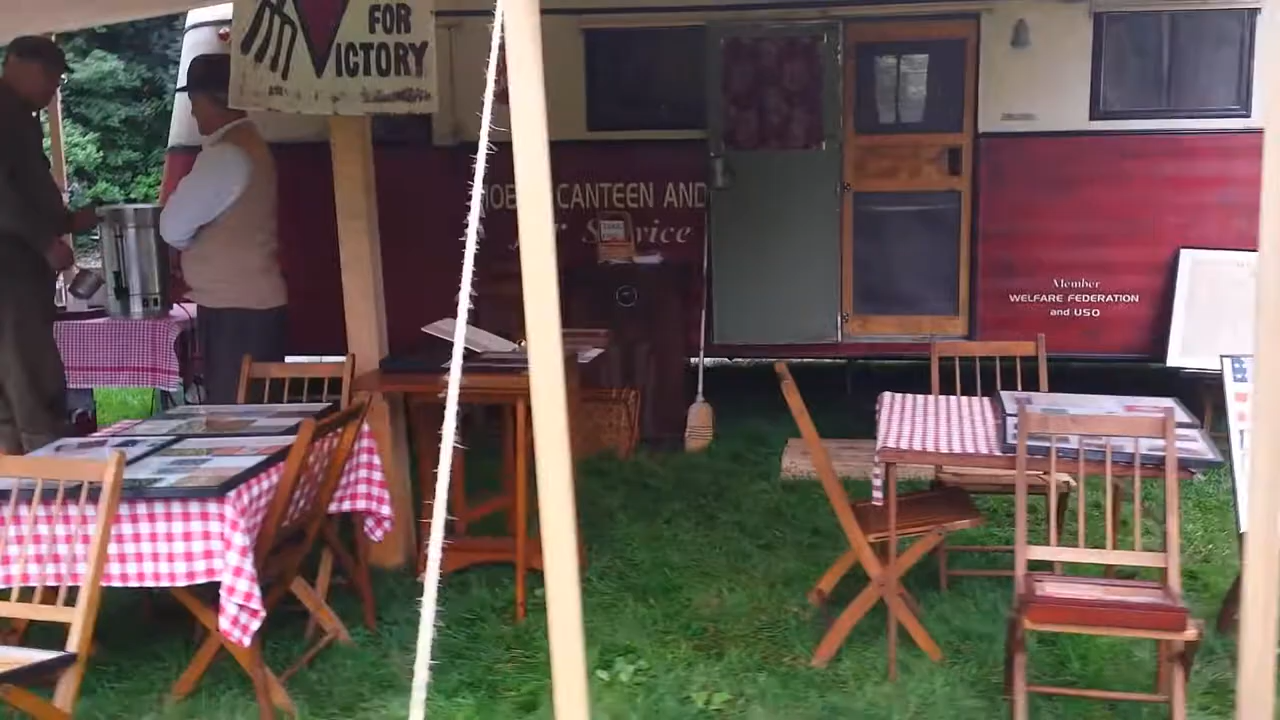 FOR
VICTORY
CANTEEN AND
Service
Member
WELFARE FEDERATION
and USO